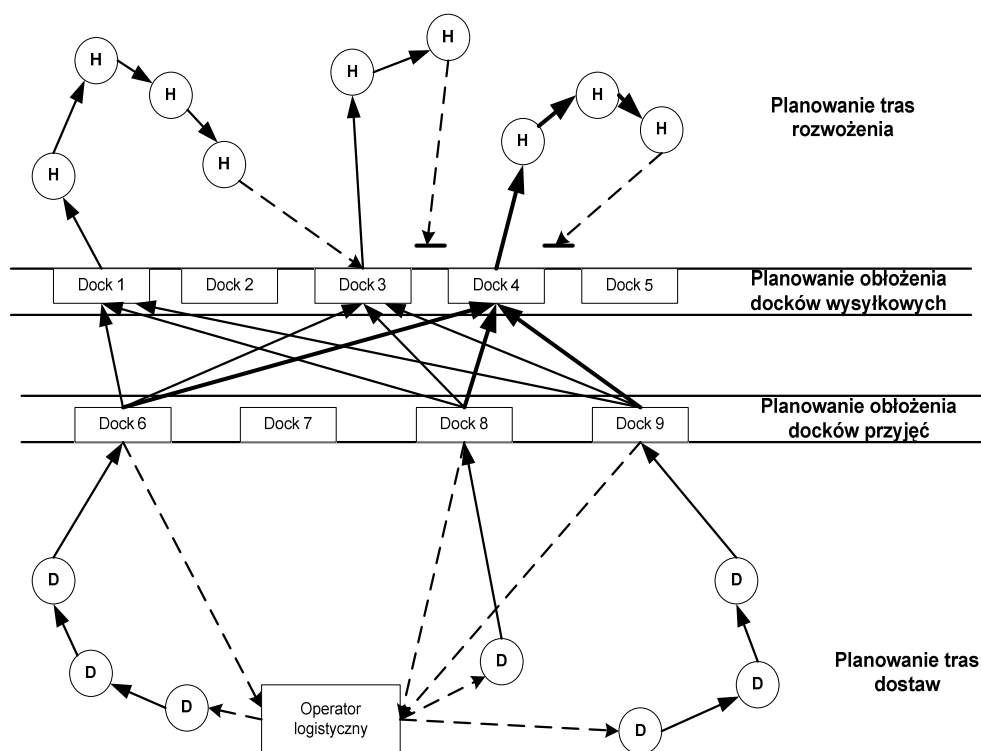 H
H
H
H
H
H
H
H
H
Planowanie tras
rozwożenia
Dock 1
Dock 2
Dock 3
Dock 4
Dock 5
Planowanie obłożenia
docków wysyłkowych
Dock 6
Dock 7
Dock 8
Dock 9
Planowanie obłożenia
docków przyjęć
D
D
D
D
D
D
D
Operator
logistyczny
Planowanie tras
dostaw